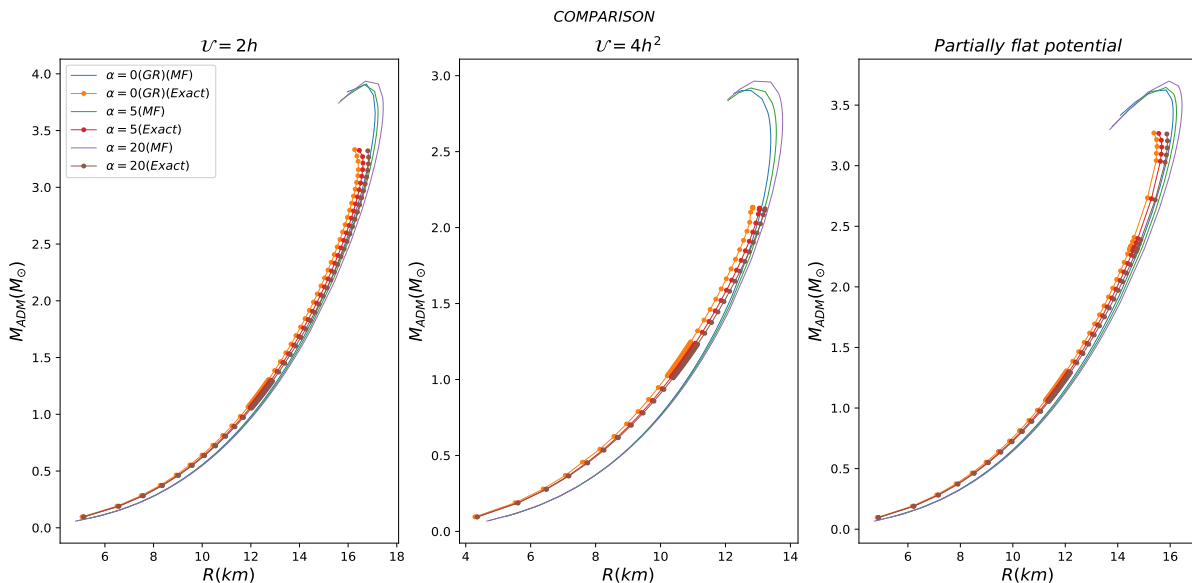 COMPARISON
𝒰 = 2h
𝒰 = 4h²
Partially flat potential
α = 0(GR)(MF)
α = 0(GR)(Exact)
α = 5(MF)
α = 5(Exact)
α = 20(MF)
α = 20(Exact)
M_ADM(M_⊙)
4.0
3.5
3.0
2.5
2.0
1.5
1.0
0.5
0.0
4 6 8 10 12 14 16 18
R(km)
M_ADM(M_⊙)
3.0
2.5
2.0
1.5
1.0
0.5
0.0
4 6 8 10 12 14
R(km)
M_ADM(M_⊙)
3.5
3.0
2.5
2.0
1.5
1.0
0.5
0.0
6 8 10 12 14 16
R(km)